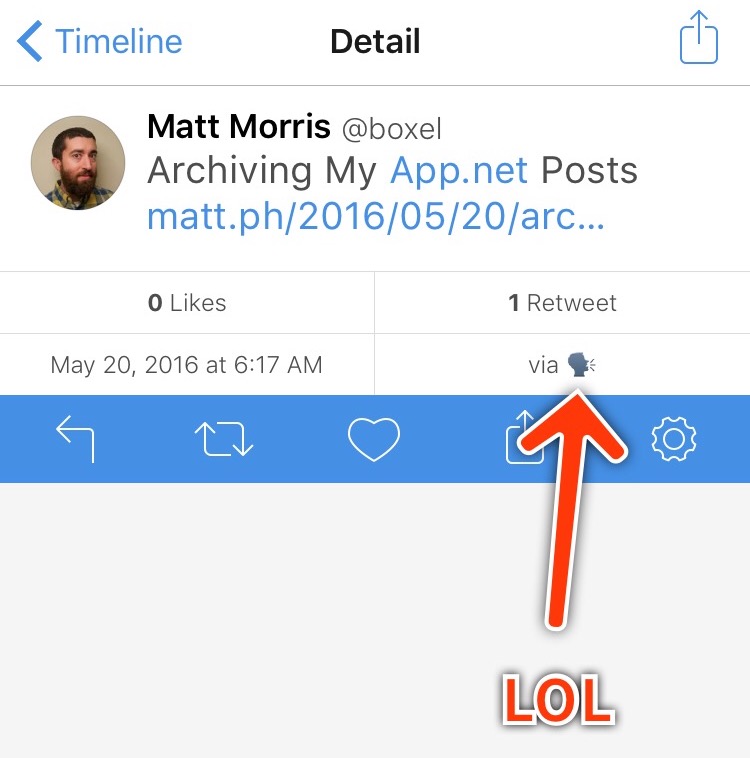 Timeline Detail
Matt Morris @boxel
Archiving My App.net Posts
matt.ph/2016/05/20/arc...
0 Likes 1 Retweet
May 20, 2016 at 6:17 AM via 🗣
LOL